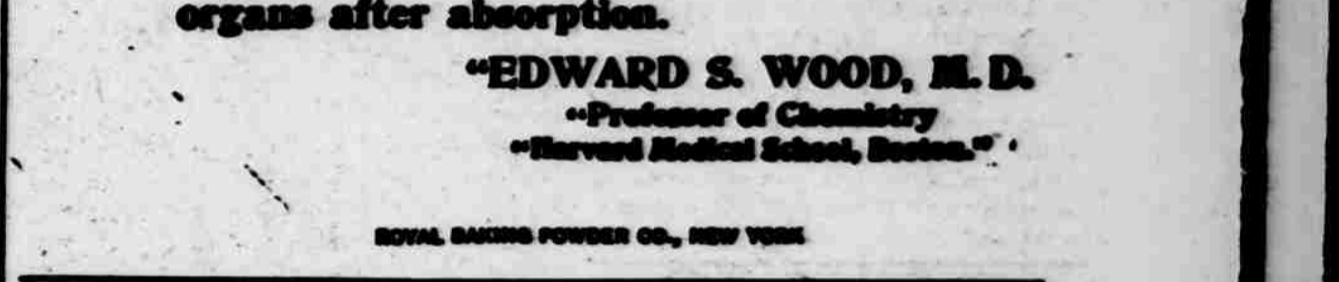 organs after absorption.
“EDWARD S. WOOD, M. D.
“Professor of Chemistry
“Harvard Medical School, Boston.”
ROYAL BAKING POWDER CO., NEW YORK